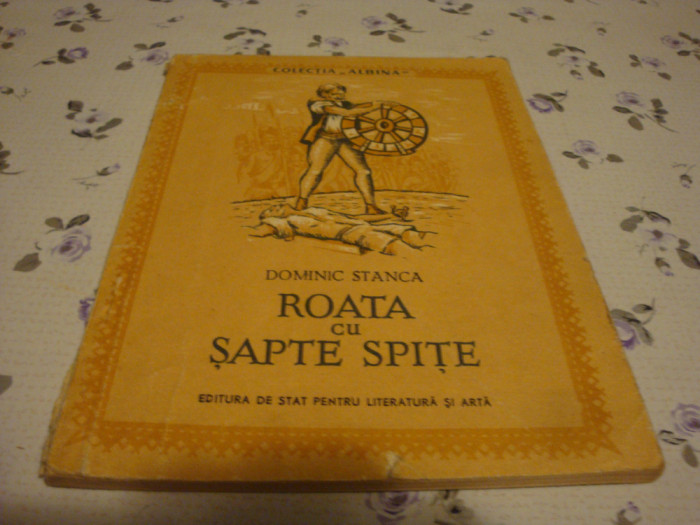 COLECȚIA „ALBINA"
DOMINIC STANCA
ROATA
CU
ȘAPTE SPIȚE
EDITURA DE STAT PENTRU LITERATURĂ ȘI ARTĂ